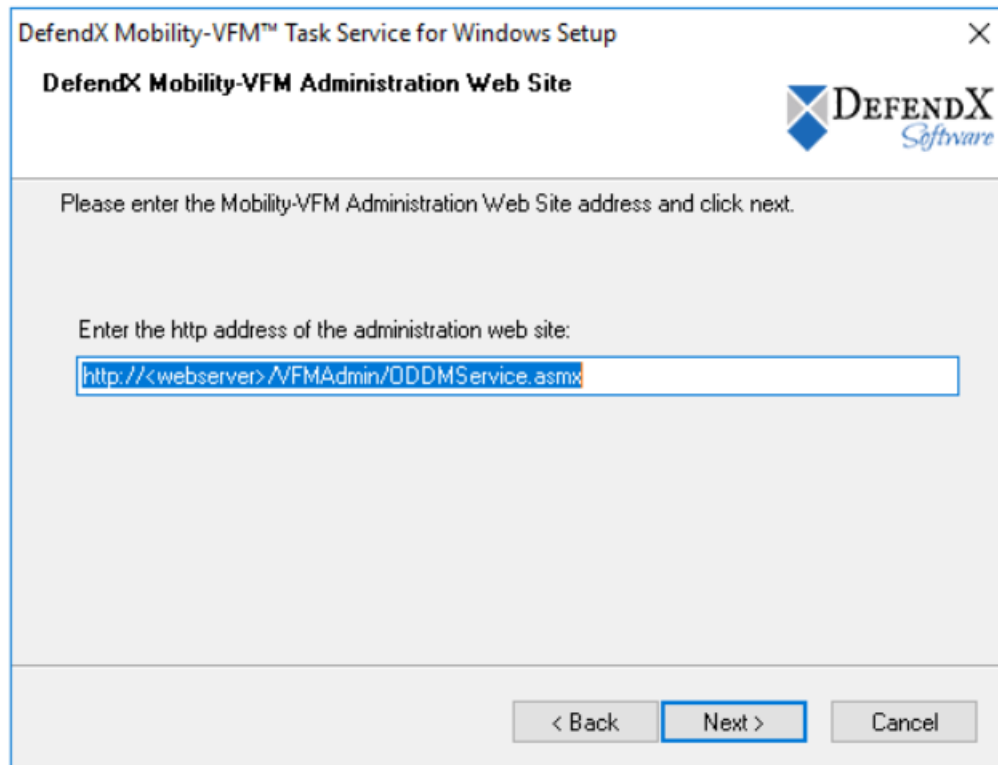 DefendX Mobility-VFM™ Task Service for Windows Setup
DefendX Mobility-VFM Administration Web Site
DEFENDX
Software
Please enter the Mobility-VFM Administration Web Site address and click next.
Enter the http address of the administration web site:
http://<webserver>/VFMAdmin/ODDMService.asmx
< Back
Next >
Cancel